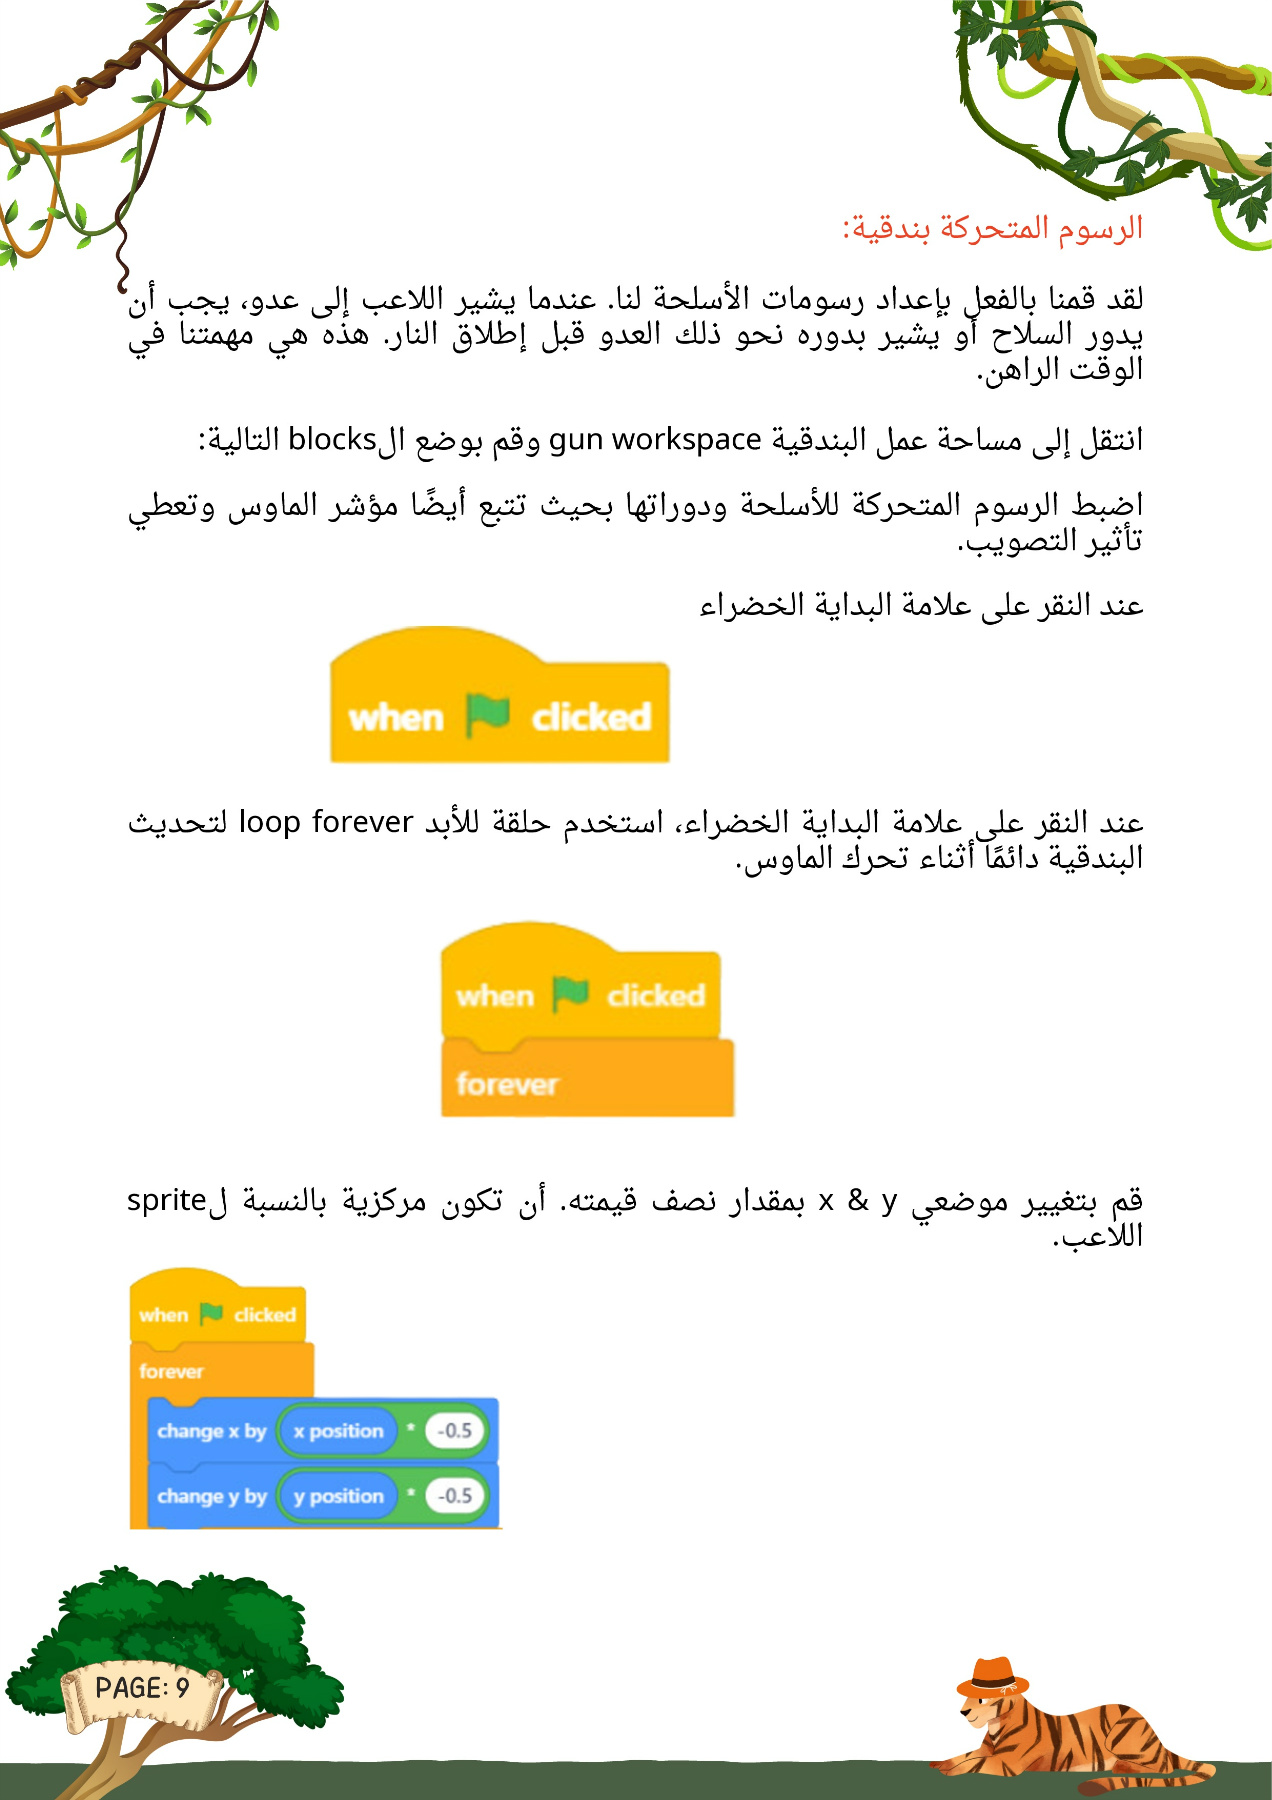 الرسوم المتحركة بندقية:
لقد قمنا بالفعل بإعداد رسومات الأسلحة لنا. عندما يشير اللاعب إلى عدو، يجب أن
يدور السلاح أو يشير بدوره نحو ذلك العدو قبل إطلاق النار. هذه هي مهمتنا في
الوقت الراهن.
انتقل إلى مساحة عمل البندقية gun workspace وقم بوضع الblocks التالية:
اضبط الرسوم المتحركة للأسلحة ودوراتها بحيث تتبع أيضًا مؤشر الماوس وتعطي
تأثير التصويب.
عند النقر على علامة البداية الخضراء
when clicked
عند النقر على علامة البداية الخضراء، استخدم حلقة للأبد loop forever لتحديث
البندقية دائمًا أثناء تحرك الماوس.
when clicked
forever
قم بتغيير موضعي x & y بمقدار نصف قيمته. أن تكون مركزية بالنسبة لsprite
اللاعب.
when clicked
forever
change x by x position * -0.5
change y by y position * -0.5
PAGE: 9